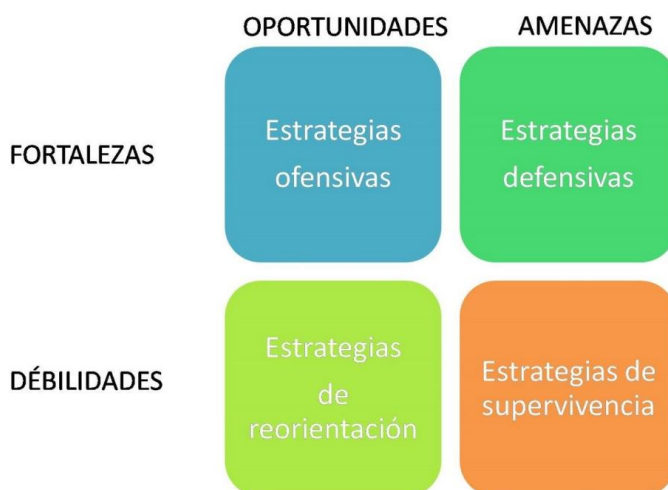 OPORTUNIDADES
AMENAZAS
FORTALEZAS
Estrategias
ofensivas
Estrategias
defensivas
DÉBILIDADES
Estrategias
de
reorientación
Estrategias de
supervivencia